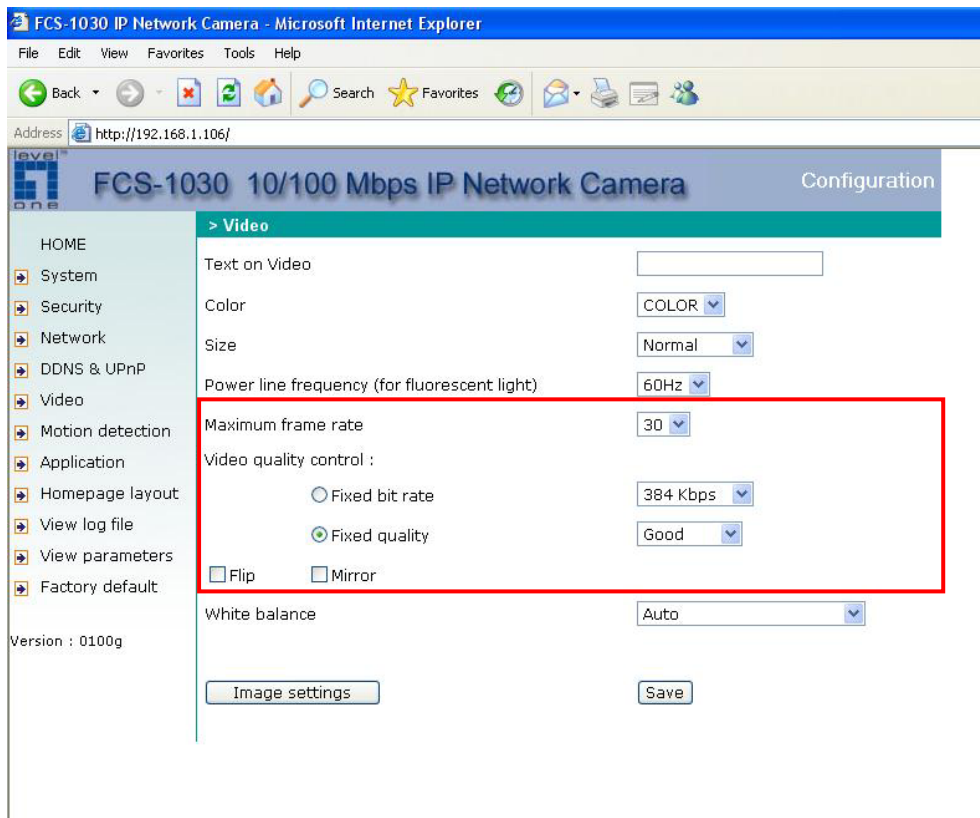 FCS-1030 IP Network Camera - Microsoft Internet Explorer
File Edit View Favorites Tools Help
Back Search Favorites
Address http://192.168.1.106/
level one
FCS-1030 10/100 Mbps IP Network Camera
Configuration
HOME
System
Security
Network
DDNS & UPnP
Video
Motion detection
Application
Homepage layout
View log file
View parameters
Factory default
Version : 0100g
> Video
Text on Video
Color COLOR
Size Normal
Power line frequency (for fluorescent light) 60Hz
Maximum frame rate 30
Video quality control :
Fixed bit rate 384 Kbps
Fixed quality Good
Flip Mirror
White balance Auto
Image settings Save